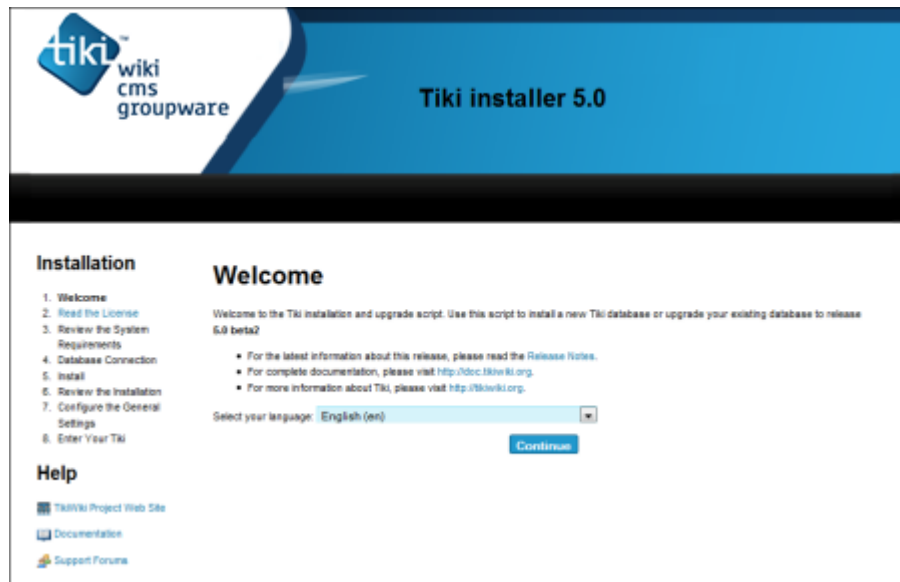 tiki™
wiki
cms
groupware
Tiki installer 5.0
Installation
1. Welcome
2. Read the License
3. Review the System
Requirements
4. Database Connection
5. Install
6. Review the Installation
7. Configure the General
Settings
8. Enter Your Tiki
Help
TikiWiki Project Web Site
Documentation
Support Forums
Welcome
Welcome to the Tiki installation and upgrade script. Use this script to install a new Tiki database or upgrade your existing database to release
5.0 beta2
• For the latest information about this release, please read the Release Notes.
• For complete documentation, please visit http://doc.tikiwiki.org.
• For more information about Tiki, please visit http://tikiwiki.org.
Select your language: English (en)
Continue